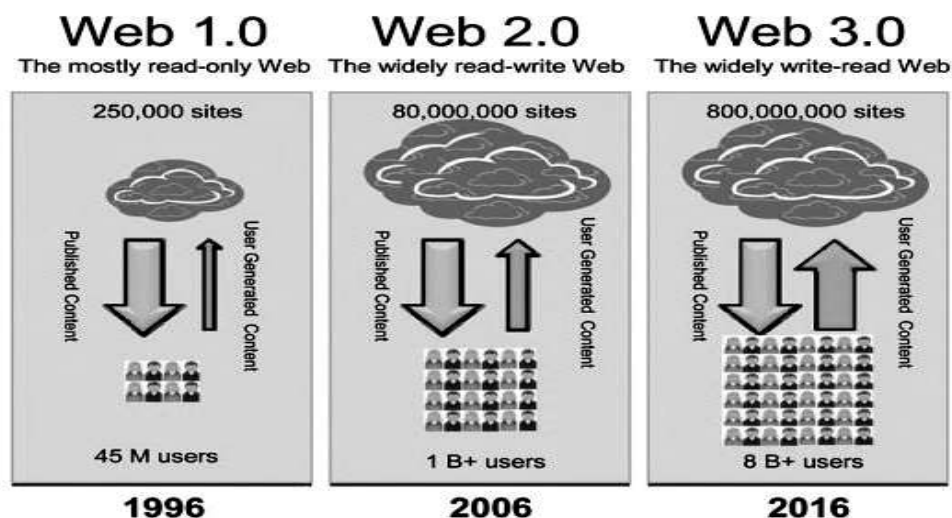 Web 1.0
The mostly read-only Web
250,000 sites
Published Content
User Generated Content
45 M users
1996
Web 2.0
The widely read-write Web
80,000,000 sites
Published Content
User Generated Content
1 B+ users
2006
Web 3.0
The widely write-read Web
800,000,000 sites
Published Content
User Generated Content
8 B+ users
2016